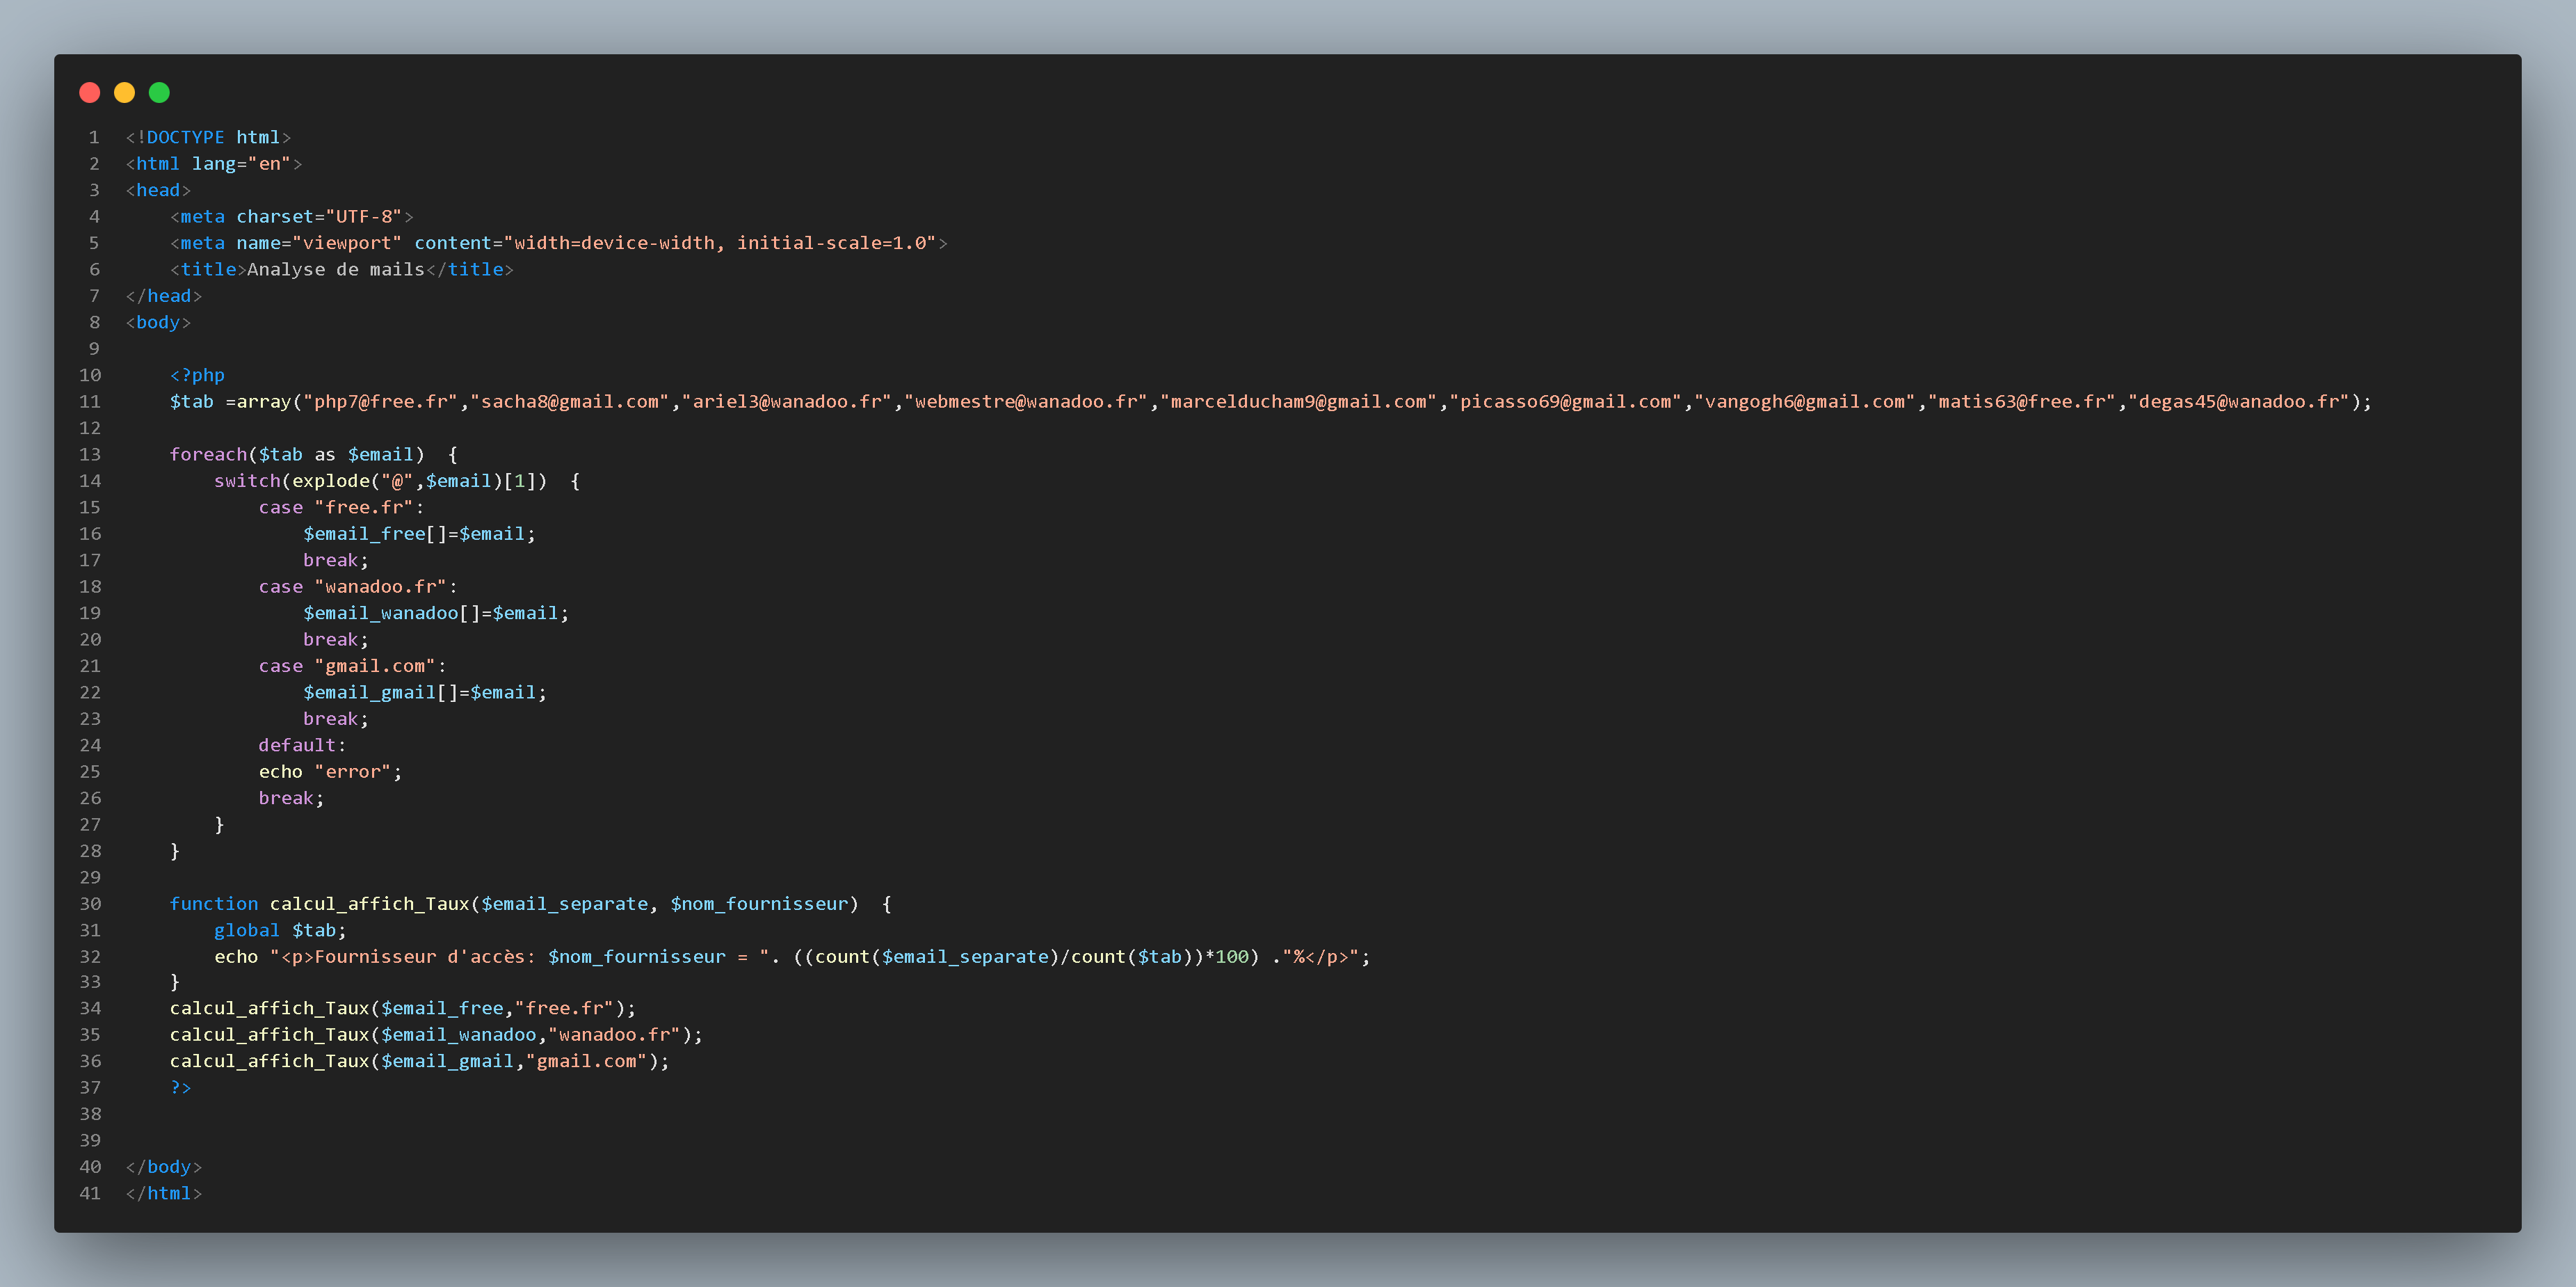 1 <!DOCTYPE html>
2 <html lang="en">
3 <head>
4     <meta charset="UTF-8">
5     <meta name="viewport" content="width=device-width, initial-scale=1.0">
6     <title>Analyse de mails</title>
7 </head>
8 <body>
9
10     <?php
11     $tab =array("php7@free.fr","sacha8@gmail.com","ariel3@wanadoo.fr","webmestre@wanadoo.fr","marcelducham9@gmail.com","picasso69@gmail.com","vangogh6@gmail.com","matis63@free.fr","degas45@wanadoo.fr");
12
13     foreach($tab as $email)  {
14         switch(explode("@",$email)[1])  {
15             case "free.fr":
16                 $email_free[]=$email;
17                 break;
18             case "wanadoo.fr":
19                 $email_wanadoo[]=$email;
20                 break;
21             case "gmail.com":
22                 $email_gmail[]=$email;
23                 break;
24             default:
25             echo "error";
26             break;
27         }
28     }
29
30     function calcul_affich_Taux($email_separate, $nom_fournisseur)  {
31         global $tab;
32         echo "<p>Fournisseur d'accès: $nom_fournisseur = ". ((count($email_separate)/count($tab))*100) ."%</p>";
33     }
34     calcul_affich_Taux($email_free,"free.fr");
35     calcul_affich_Taux($email_wanadoo,"wanadoo.fr");
36     calcul_affich_Taux($email_gmail,"gmail.com");
37     ?>
38
39
40 </body>
41 </html>